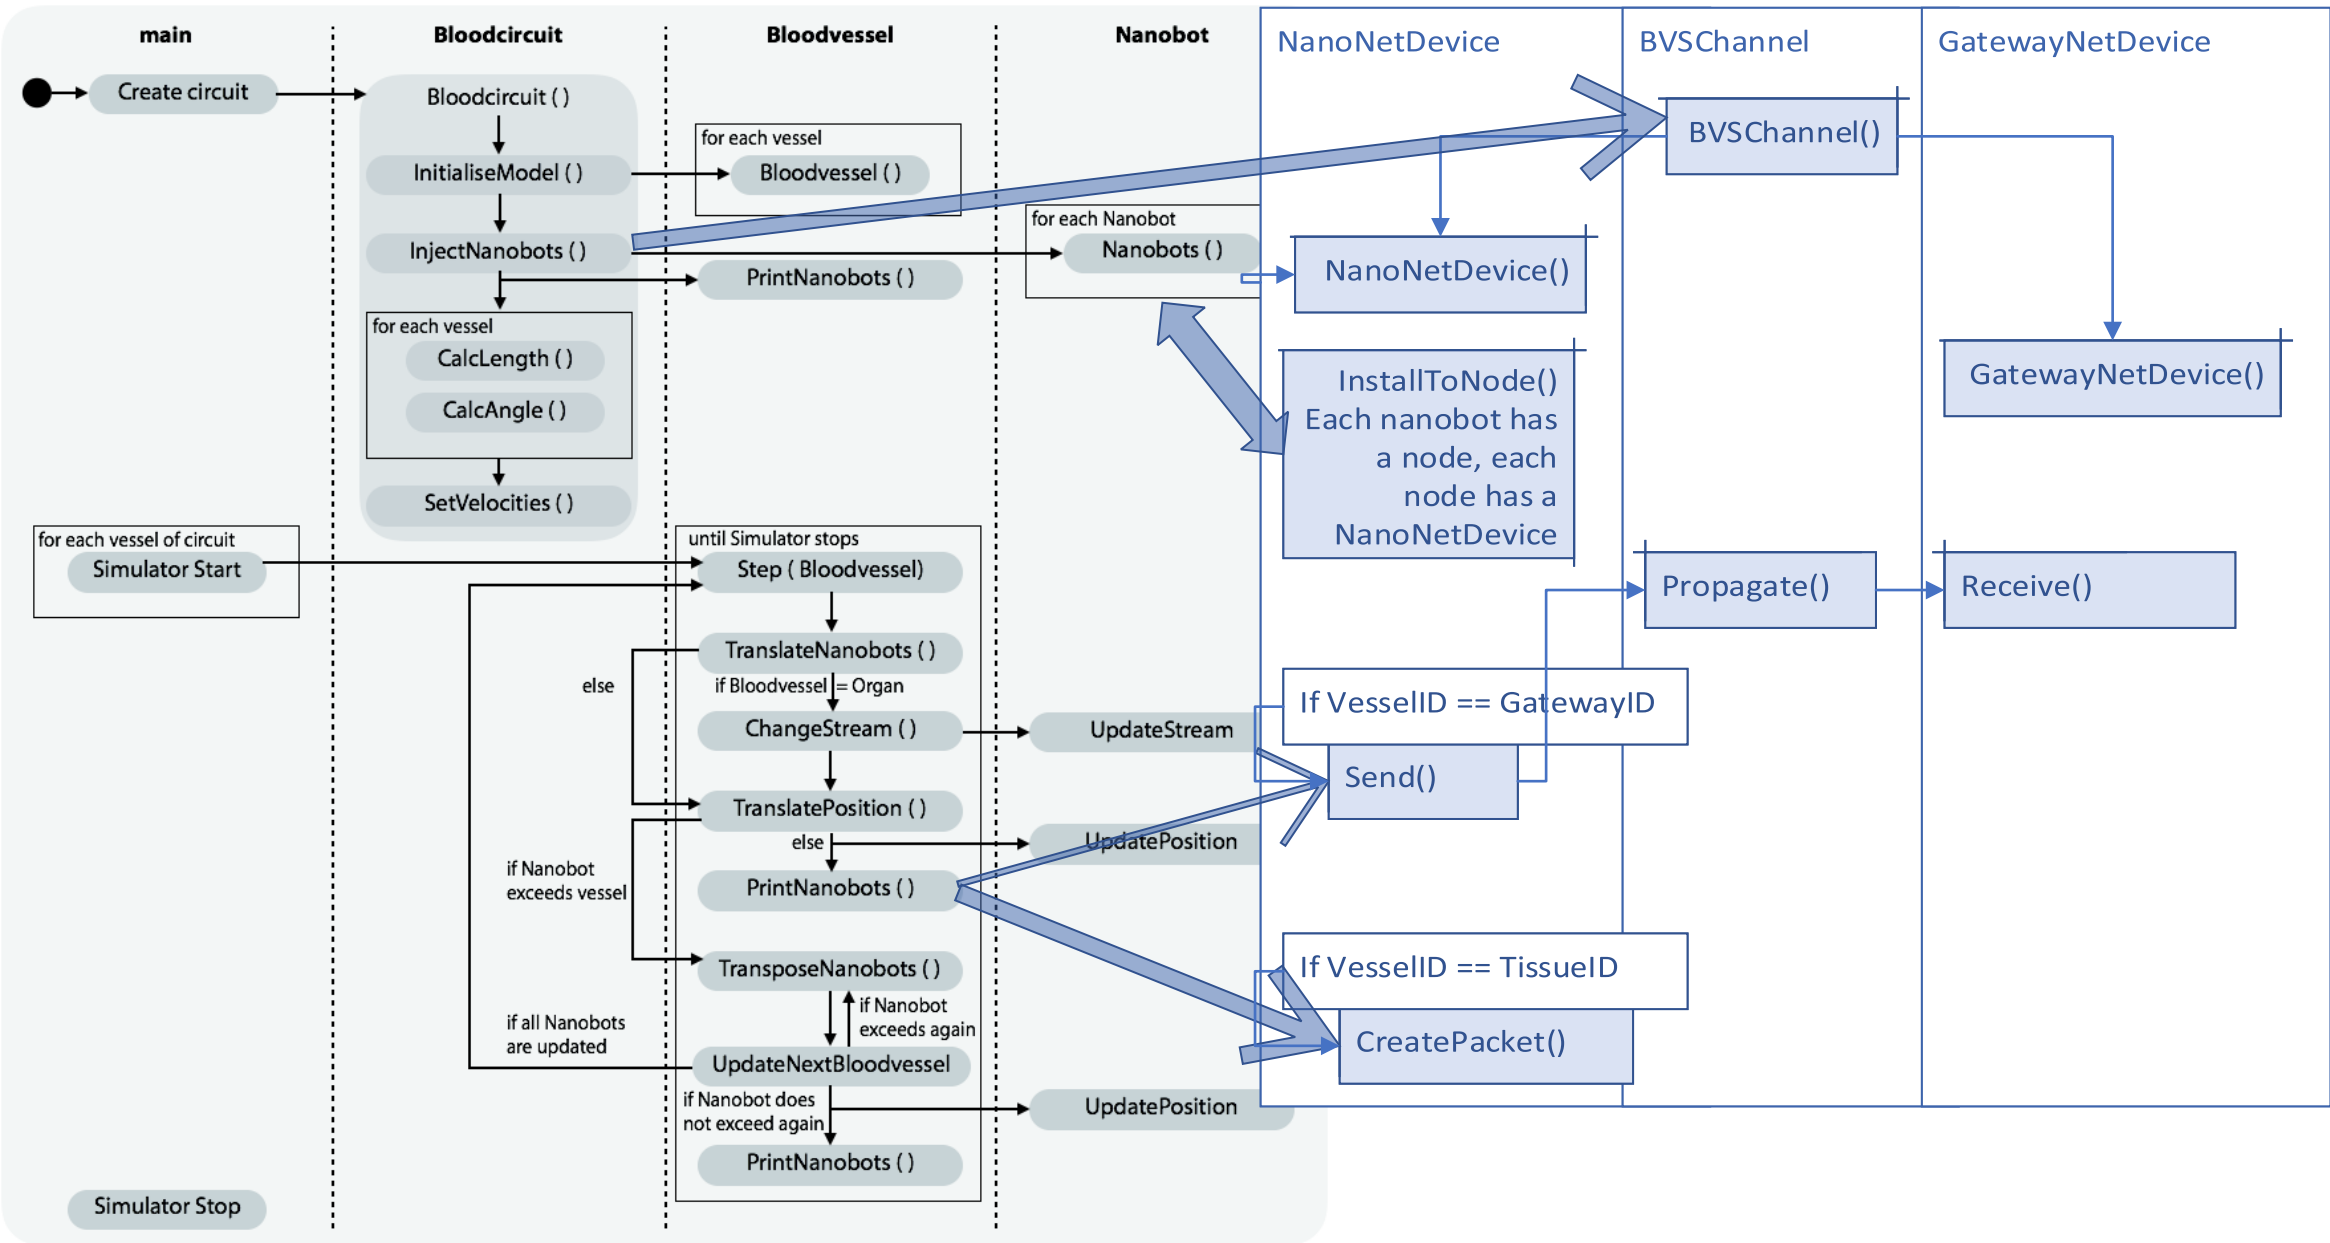 main
Bloodcircuit
Bloodvessel
Nanobot
NanoNetDevice
BVSChannel
GatewayNetDevice
Create circuit
Bloodcircuit ( )
InitialiseModel ( )
InjectNanobots ( )
for each vessel
CalcLength ( )
CalcAngle ( )
SetVelocities ( )
for each vessel
Bloodvessel ( )
PrintNanobots ( )
for each Nanobot
Nanobots ( )
NanoNetDevice()
BVSChannel()
GatewayNetDevice()
InstallToNode()
Each nanobot has
a node, each
node has a
NanoNetDevice
for each vessel of circuit
Simulator Start
until Simulator stops
Step ( Bloodvessel)
TranslateNanobots ( )
else
if Bloodvessel = Organ
ChangeStream ( )
UpdateStream
TranslatePosition ( )
else
UpdatePosition
if Nanobot
exceeds vessel
PrintNanobots ( )
TransposeNanobots ( )
if Nanobot
exceeds again
if all Nanobots
are updated
UpdateNextBloodvessel
if Nanobot does
not exceed again
UpdatePosition
PrintNanobots ( )
Propagate()
Receive()
If VesselID == GatewayID
Send()
If VesselID == TissueID
CreatePacket()
Simulator Stop